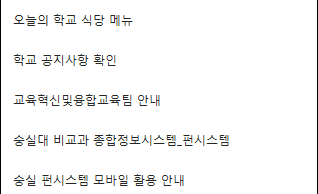 오늘의 학교 식당 메뉴
학교 공지사항 확인
교육혁신및융합교육팀 안내
숭실대 비교과 종합정보시스템_펀시스템
숭실 펀시스템 모바일 활용 안내